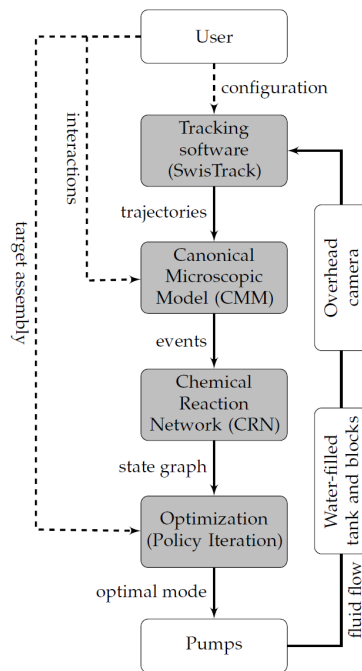 User
configuration
Tracking
software
(SwisTrack)
interactions
target assembly
trajectories
Canonical
Microscopic
Model (CMM)
Overhead
camera
events
Chemical
Reaction
Network (CRN)
state graph
Water-filled
tank and blocks
Optimization
(Policy Iteration)
optimal mode
fluid flow
Pumps